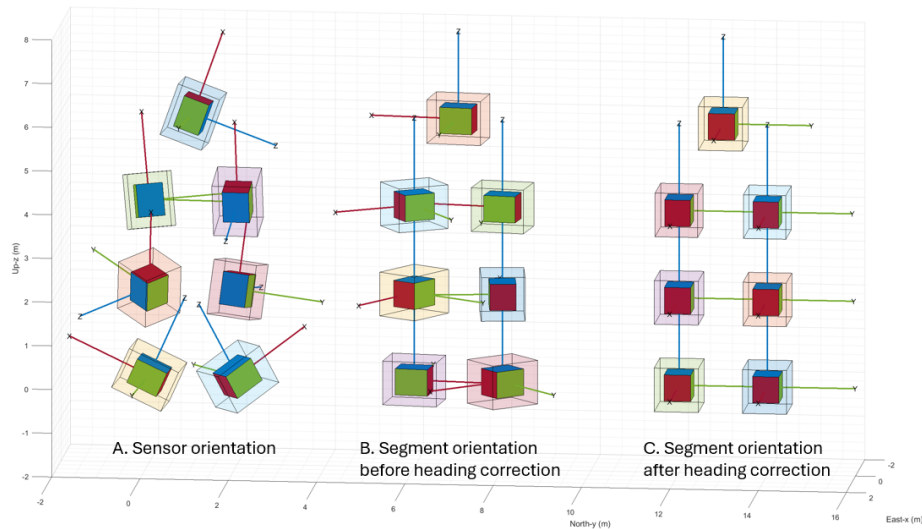 8
7
6
5
4
3
2
1
0
-1
-2
Up-z (m)
X
Z
Y
X
X
Z
X
Y
Z
Z
Y
Z
Z
X
X
Y
Y
A. Sensor orientation
Z
X
Y
Z
Z
X
Y
X
Y
Y
B. Segment orientation
before heading correction
Z
Y
X
Z
Z
Y
X
X
Y
X
X
Y
X
X
C. Segment orientation
after heading correction
-2
0
2
4
6
8
10
12
14
16
North-y (m)
-2
0
2
East-x (m)